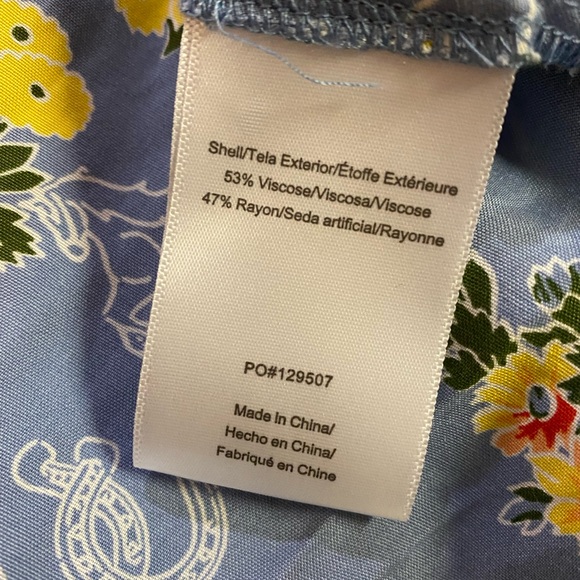 Shell/Tela Exterior/Étoffe Extérieure
53% Viscose/Viscosa/Viscose
47% Rayon/Seda artificial/Rayonne
PO#129507
Made In China/
Hecho en China/
Fabriqué en Chine